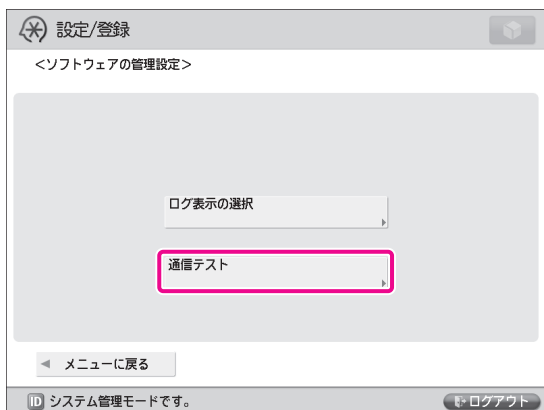 設定/登録
＜ソフトウェアの管理設定＞
ログ表示の選択
通信テスト
メニューに戻る
ID システム管理モードです。
ログアウト